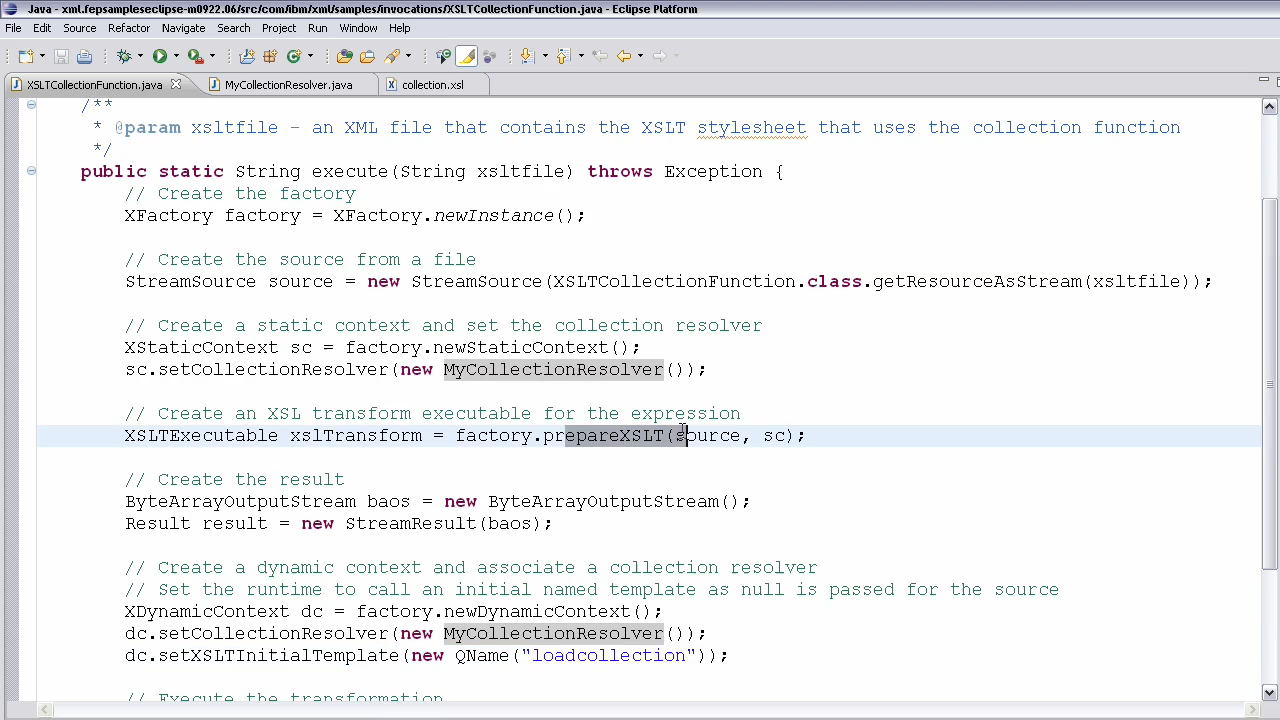 Java - xml.fepsampleseclipse-m0922.06/src/com/ibm/xml/samples/invocations/XSLTCollectionFunction.java - Eclipse Platform
File Edit Source Refactor Navigate Search Project Run Window Help
XSLTCollectionFunction.java MyCollectionResolver.java collection.xsl
/**
* @param xsltfile - an XML file that contains the XSLT stylesheet that uses the collection function
*/
public static String execute(String xsltfile) throws Exception {
// Create the factory
XFactory factory = XFactory.newInstance();
// Create the source from a file
StreamSource source = new StreamSource(XSLTCollectionFunction.class.getResourceAsStream(xsltfile));
// Create a static context and set the collection resolver
XStaticContext sc = factory.newStaticContext();
sc.setCollectionResolver(new MyCollectionResolver());
// Create an XSL transform executable for the expression
XSLTExecutable xslTransform = factory.prepareXSLT(source, sc);
// Create the result
ByteArrayOutputStream baos = new ByteArrayOutputStream();
Result result = new StreamResult(baos);
// Create a dynamic context and associate a collection resolver
// Set the runtime to call an initial named template as null is passed for the source
XDynamicContext dc = factory.newDynamicContext();
dc.setCollectionResolver(new MyCollectionResolver());
dc.setXSLTInitialTemplate(new QName("loadcollection"));
// Execute the transformation